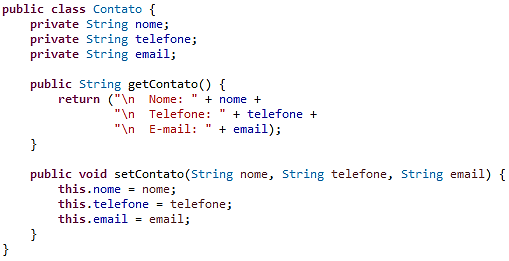 public class Contato {
    private String nome;
    private String telefone;
    private String email;
    public String getContato() {
        return ("\n  Nome: " + nome +
                "\n  Telefone: " + telefone +
                "\n  E-mail: " + email);
    }
    public void setContato(String nome, String telefone, String email) {
        this.nome = nome;
        this.telefone = telefone;
        this.email = email;
    }
}